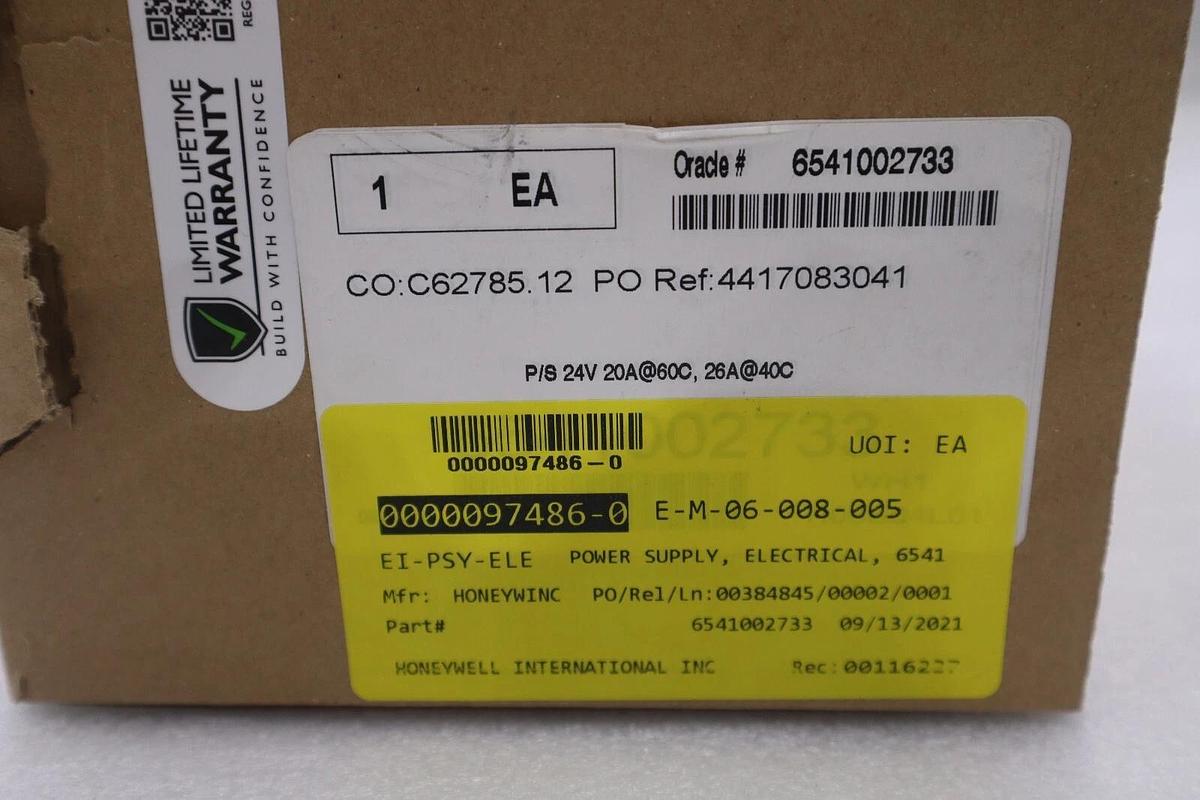 REG
LIMITED LIFETIME
WARRANTY
BUILD WITH CONFIDENCE
1 EA
Oracle # 6541002733
CO:C62785.12 PO Ref:4417083041
P/S 24V 20A@60C, 26A@40C
0000097486-0
UOI: EA
0000097486-0 E-M-06-008-005
EI-PSY-ELE POWER SUPPLY, ELECTRICAL, 6541
Mfr: HONEYWINC PO/Rel/Ln:00384845/00002/0001
Part# 6541002733 09/13/2021
HONEYWELL INTERNATIONAL INC Rec:00116227